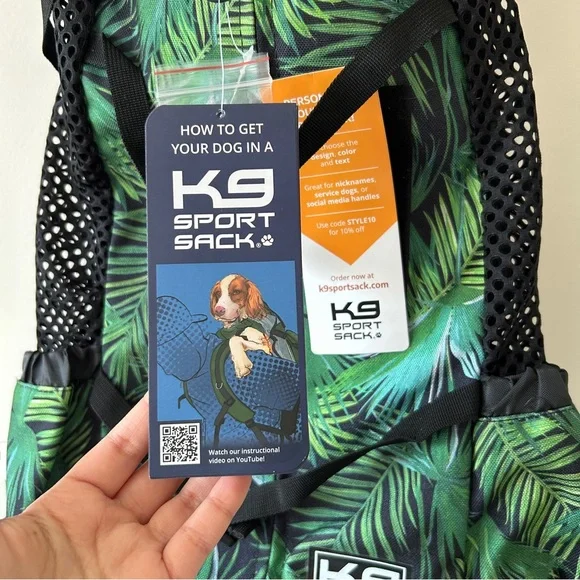 HOW TO GET
YOUR DOG IN A
K9
SPORT
SACK®
Watch our instructional
video on YouTube!
design, color
and text
Great for nicknames,
service dogs, or
social media handles
Use code STYLE10
for 10% off
Order now at
k9sportsack.com
K9
SPORT
SACK
K9